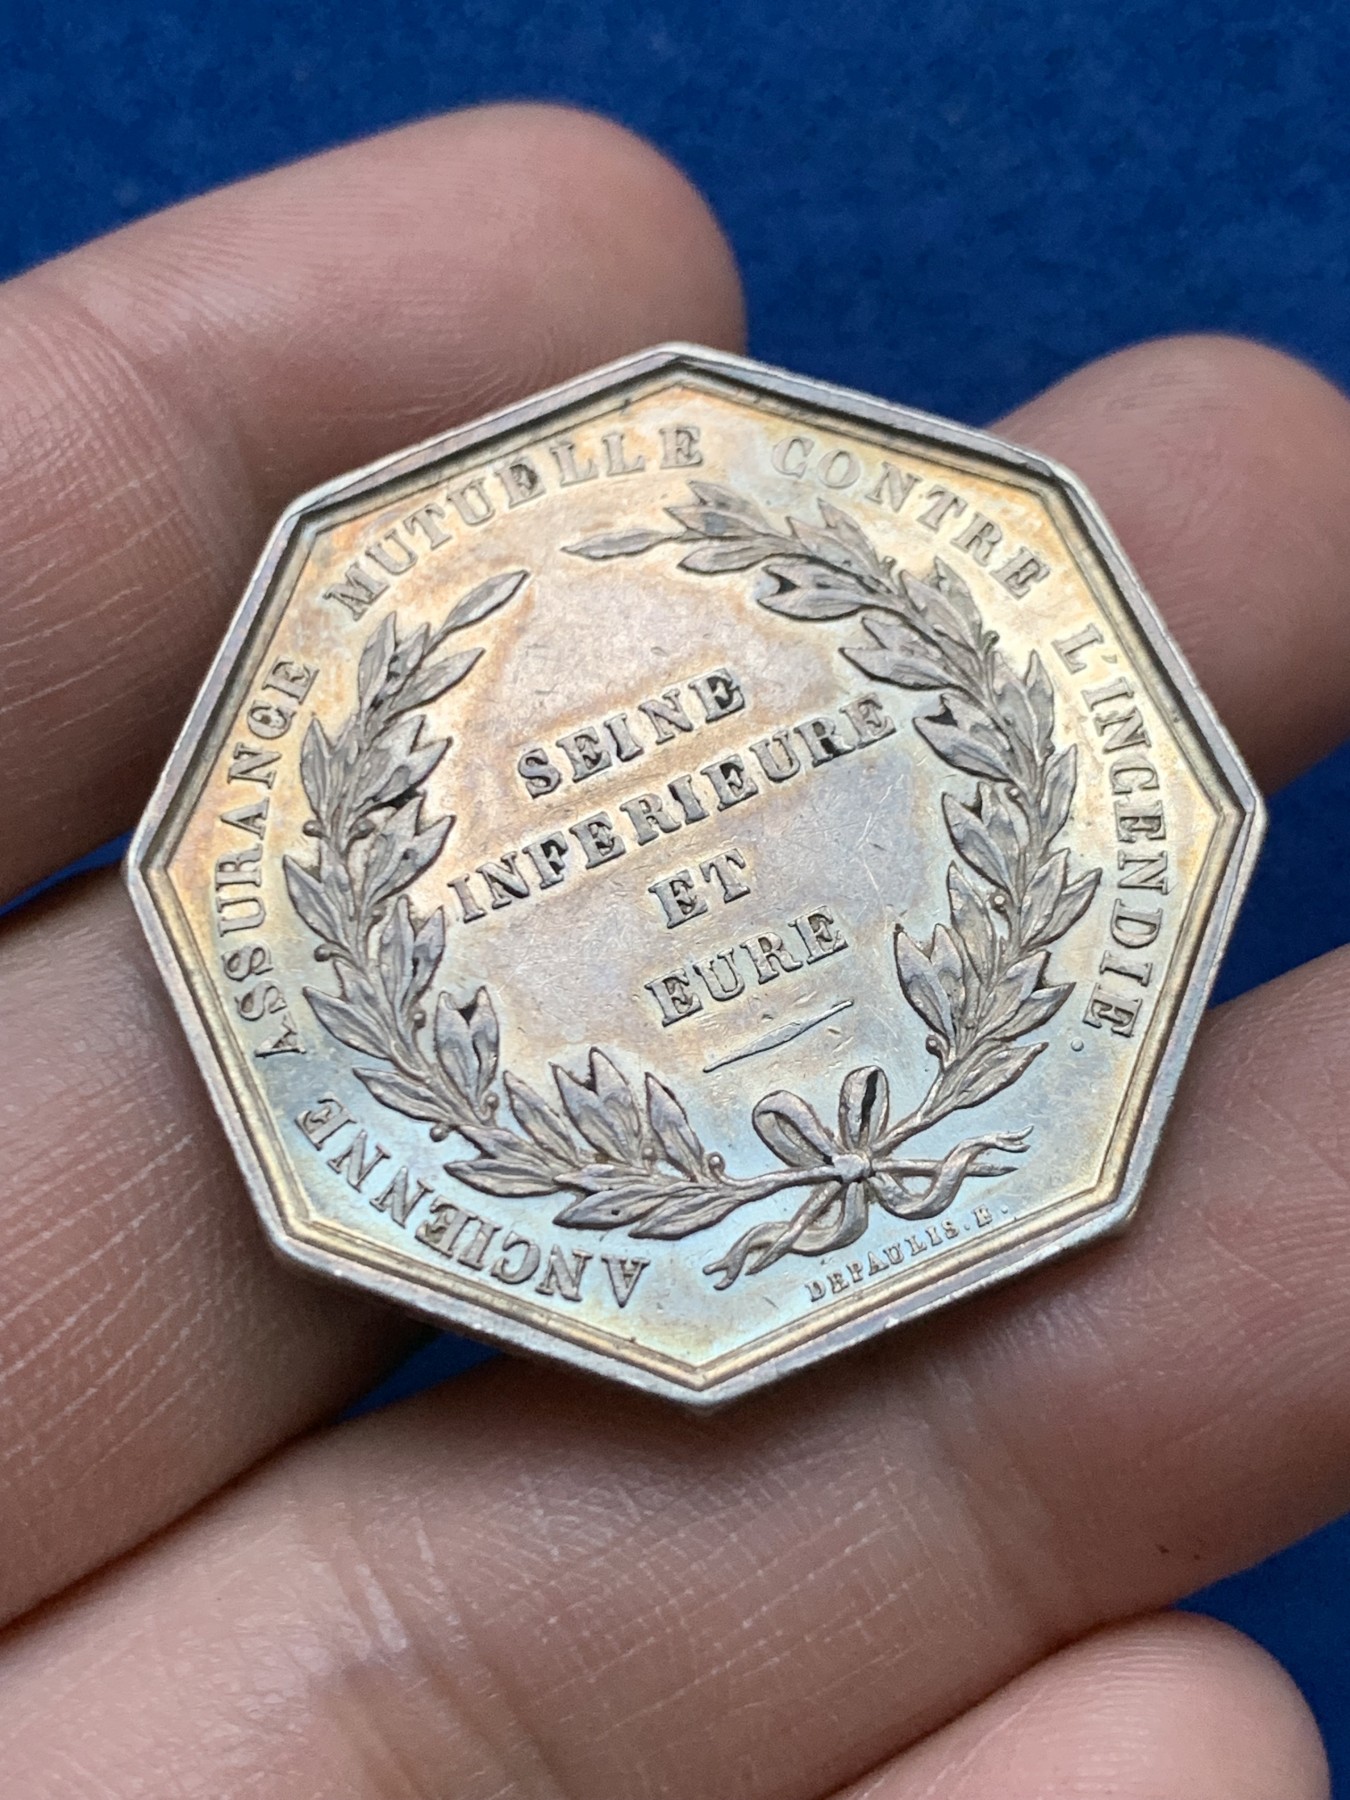 ANCIENNE ASSURANCE MUTUELLE CONTRE L'INCENDIE.
SEINE
INFERIEURE
ET
EURE
DEPAULIS. F.